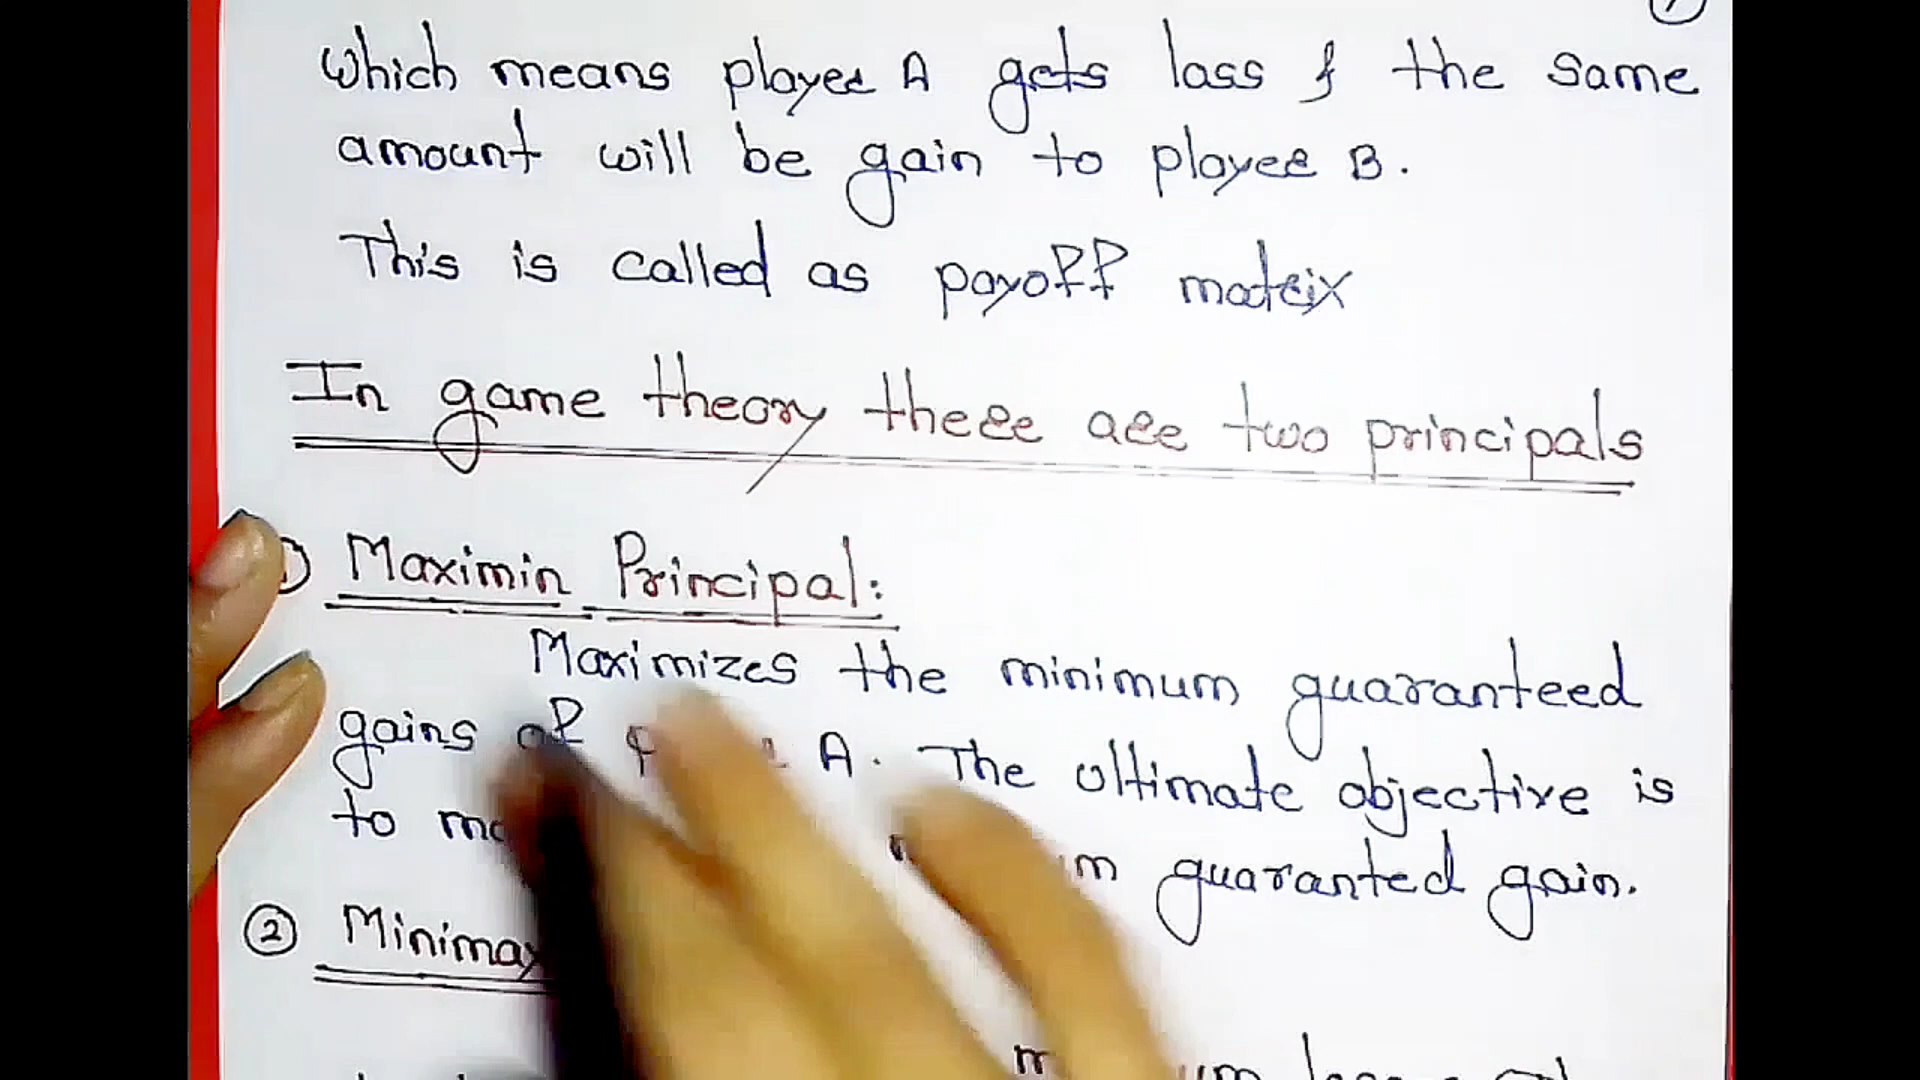 Which means player A gets loss & the same
amount will be gain to player B.
This is called as payoff matrix
In game theory there are two principals
Maximin Principal:
Maximizes the minimum guaranteed
gains of A. The ultimate objective is
to guaranted gain.
② Minimax